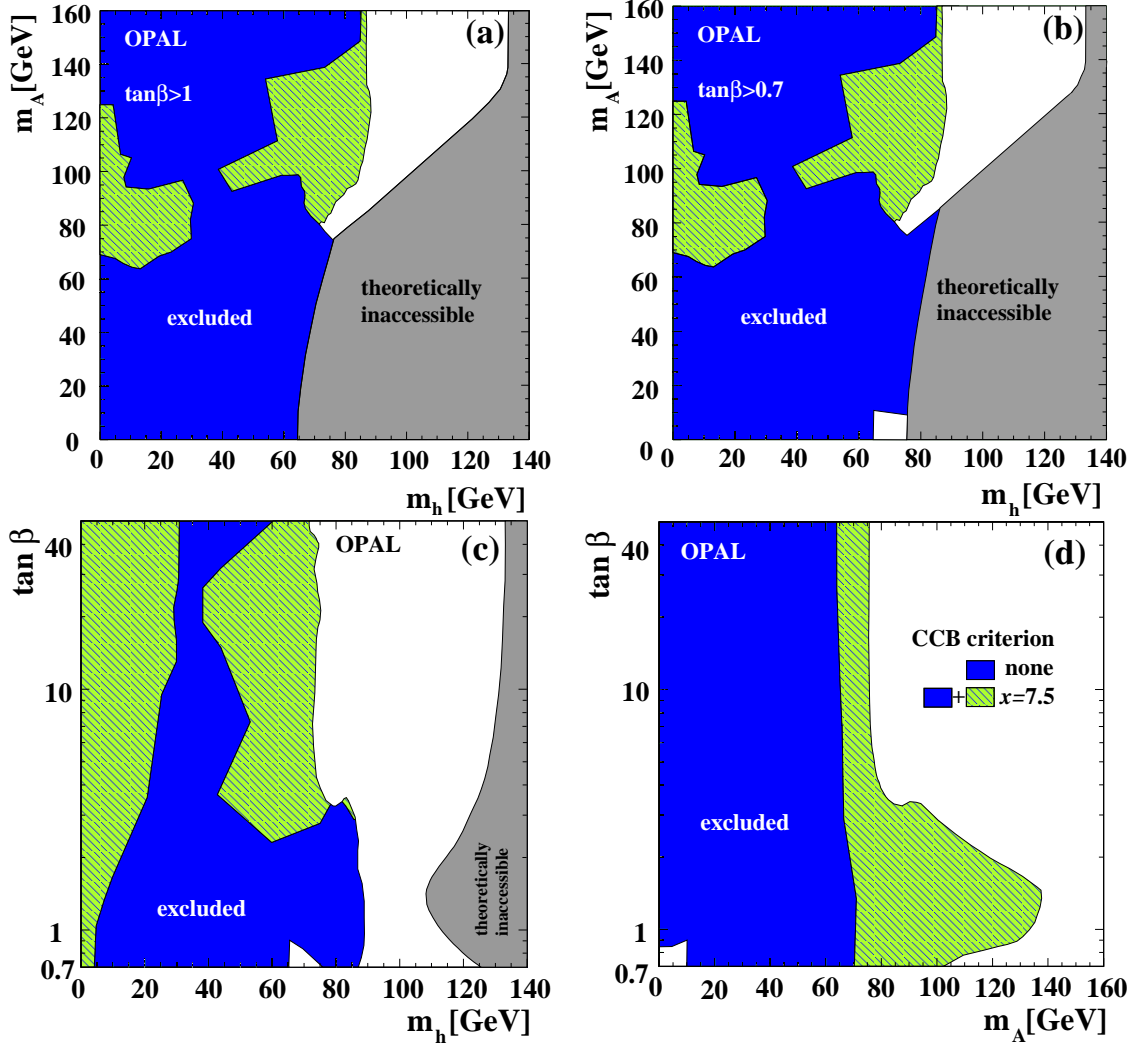 (a)
OPAL
tanβ>1
excluded
theoretically
inaccessible
m_A[GeV]
160
140
120
100
80
60
40
20
0
0 20 40 60 80 100 120 140
m_h[GeV]
(b)
OPAL
tanβ>0.7
excluded
theoretically
inaccessible
m_A[GeV]
160
140
120
100
80
60
40
20
0
0 20 40 60 80 100 120 140
m_h[GeV]
(c)
OPAL
excluded
theoretically
inaccessible
tan β
40
10
1
0.7
0 20 40 60 80 100 120 140
m_h[GeV]
(d)
OPAL
CCB criterion
none
+ x=7.5
excluded
tan β
40
10
1
0.7
0 20 40 60 80 100 120 140 160
m_A[GeV]